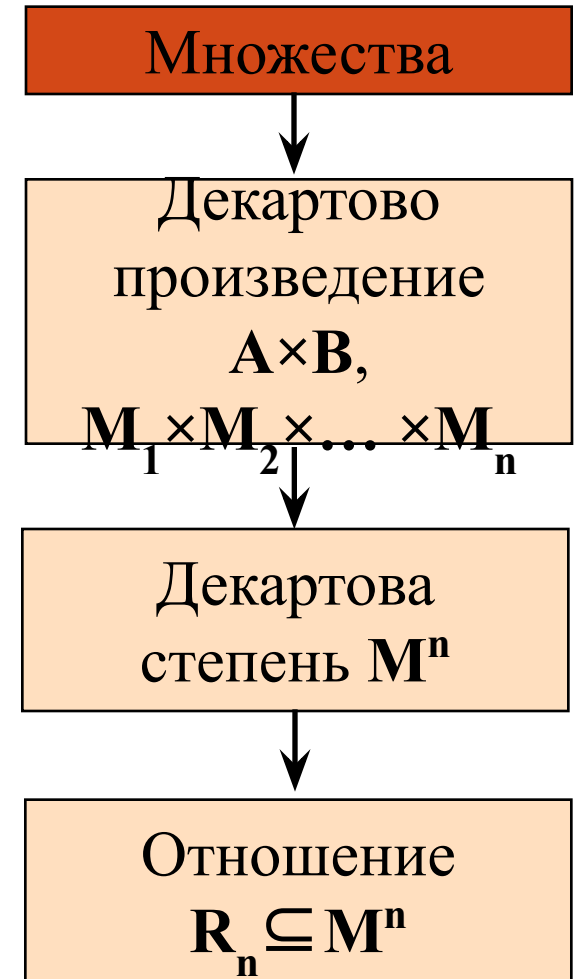 Множества
Декартово
произведение
A×B,
M₁×M₂×… ×Mₙ
Декартова
степень Mⁿ
Отношение
Rₙ⊆Mⁿ